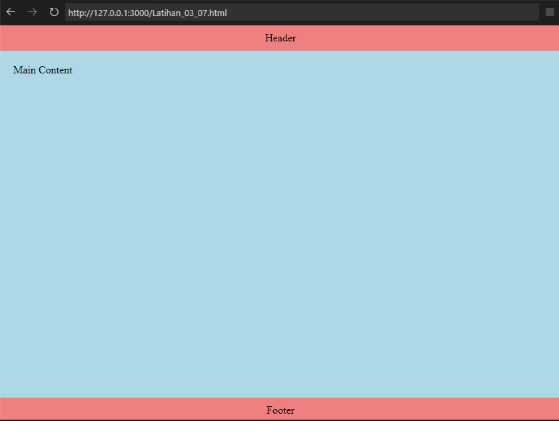 http://127.0.0.1:3000/Latihan_03_07.html
Header
Main Content
Footer